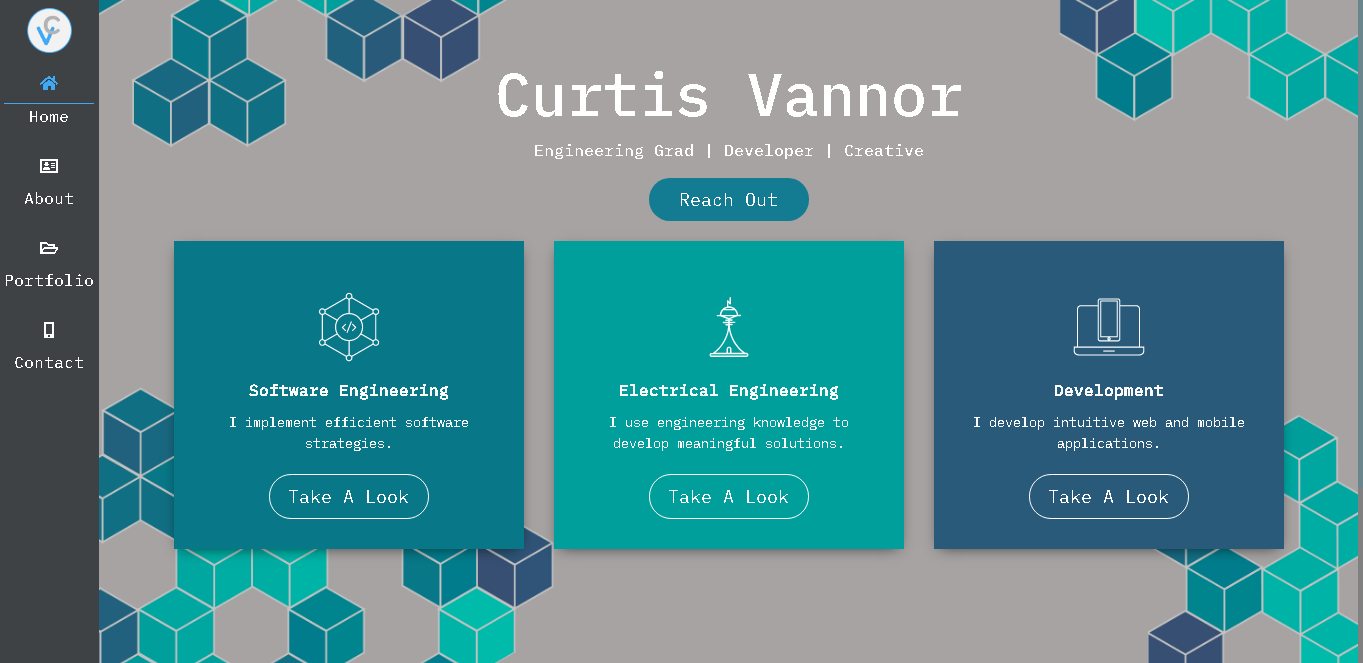 VC
Home
About
Portfolio
Contact
Curtis Vannor
Engineering Grad | Developer | Creative
Reach Out
</>
Software Engineering
I implement efficient software
strategies.
Take A Look
Electrical Engineering
I use engineering knowledge to
develop meaningful solutions.
Take A Look
Development
I develop intuitive web and mobile
applications.
Take A Look